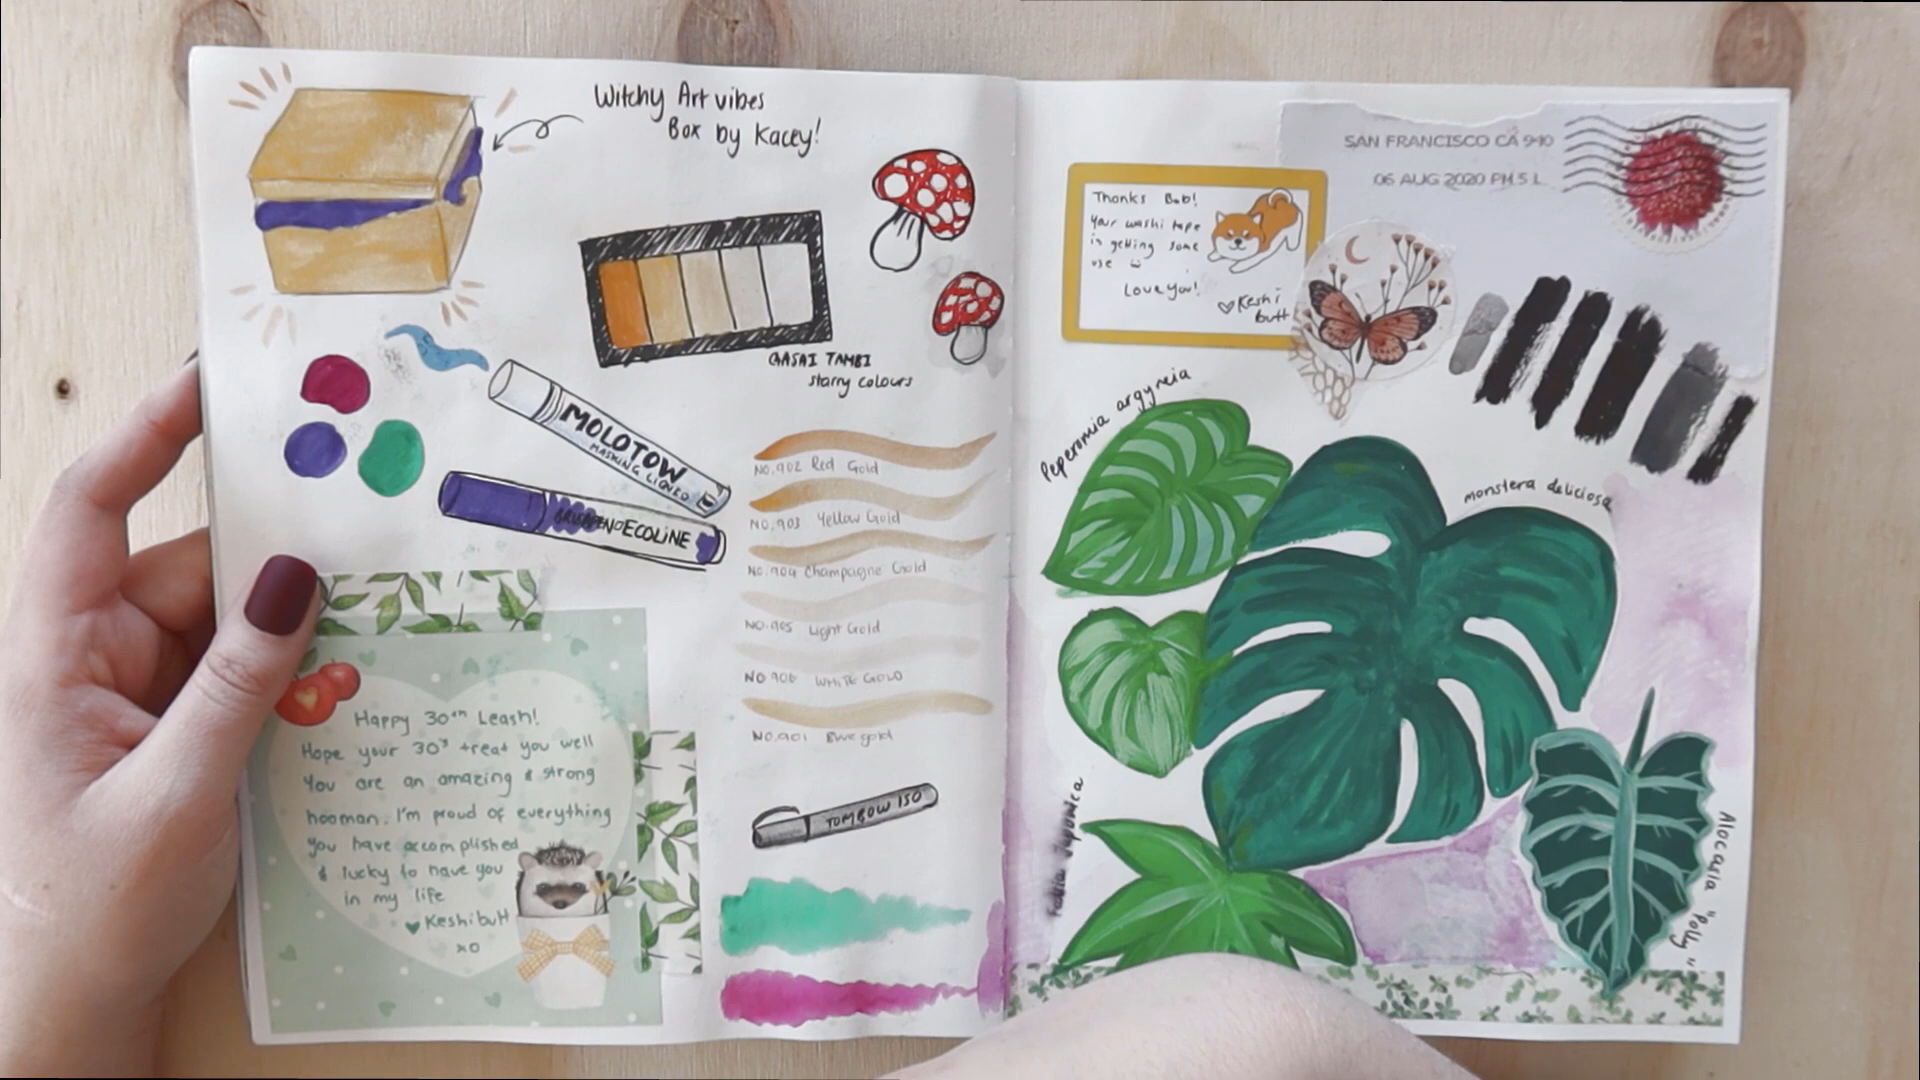 Witchy Art vibes
Box by Kacey!
GASAI TAMBI
starry colours
MOLOTOW
MASKING LIQUID
ECOLINE
NO.902 Red Gold
NO.903 Yellow Gold
NO.904 Champagne Gold
NO.905 Light Gold
NO.906 WHITE GOLD
NO.901 Blue gold
TOMBOW ISO
Happy 30th Leash!
Hope your 30's treat you well
You are an amazing & strong
hooman. I'm proud of everything
you have accomplished
& lucky to have you
in my life
♥ Keshibutt
xo
SAN FRANCISCO CA 940
06 AUG 2020 PM 5 L
Thanks Bub!
Your washi tape
is getting some
use
Love you!
♡ Keshi
butt
Peperomia argyreia
monstera deliciosa
Fatsia Japonica
Alocasia "Polly"